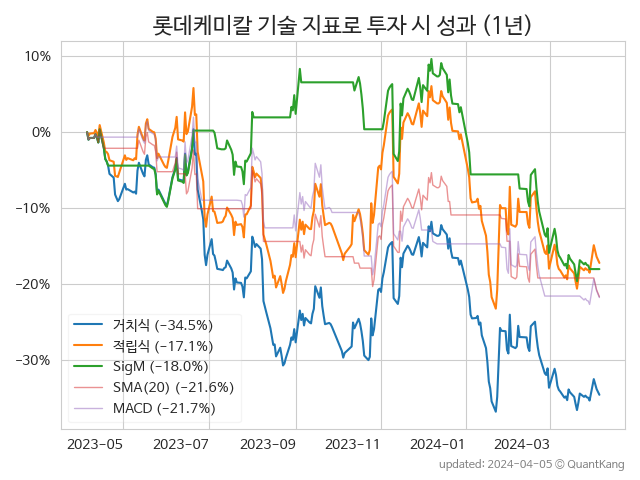 롯데케미칼 기술 지표로 투자 시 성과 (1년)
10%
0%
−10%
−20%
−30%
거치식 (−34.5%)
적립식 (−17.1%)
SigM (−18.0%)
SMA(20) (−21.6%)
MACD (−21.7%)
2023−05 2023−07 2023−09 2023−11 2024−01 2024−03
updated: 2024−04−05 © QuantKang